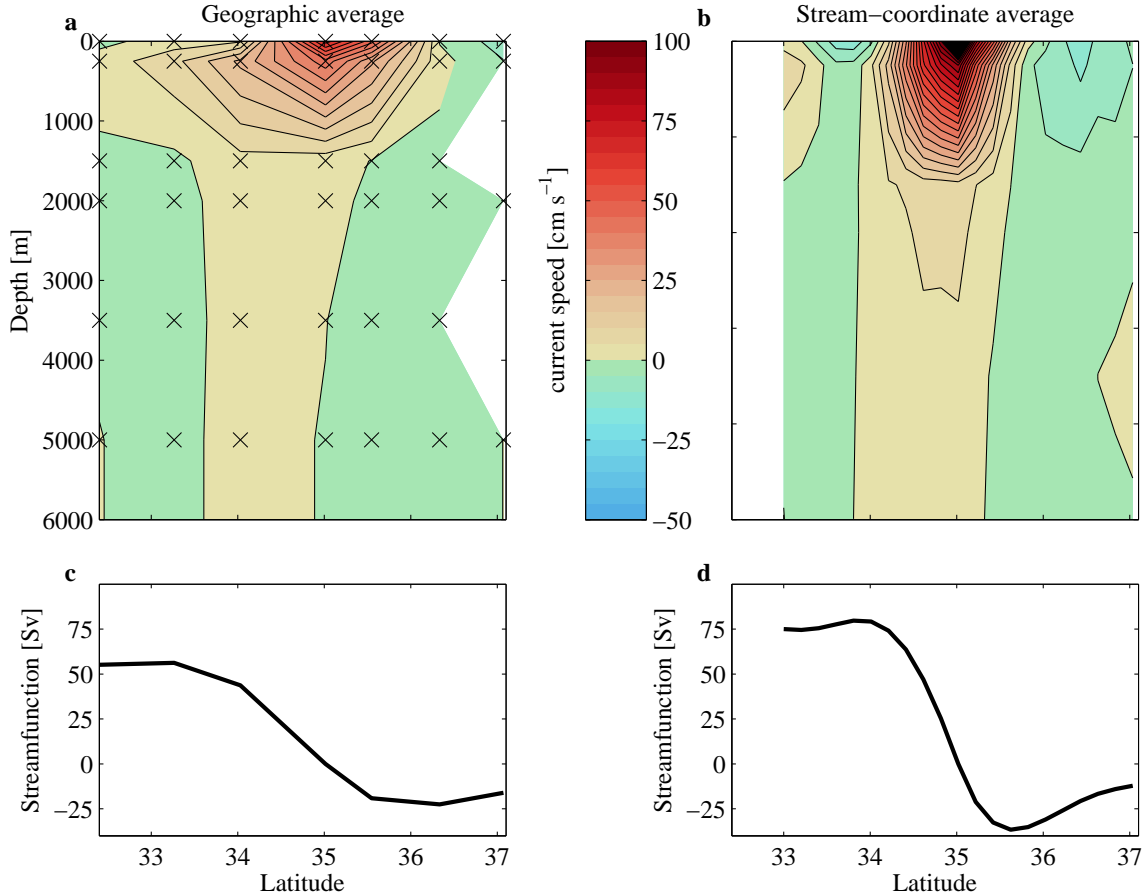 a Geographic average
b Stream−coordinate average
0
1000
2000
3000
4000
5000
6000
Depth [m]
100
75
50
25
0
−25
−50
current speed [cm s⁻¹]
c
75
50
25
0
−25
Streamfunction [Sv]
33 34 35 36 37
Latitude
d
75
50
25
0
−25
Streamfunction [Sv]
33 34 35 36 37
Latitude